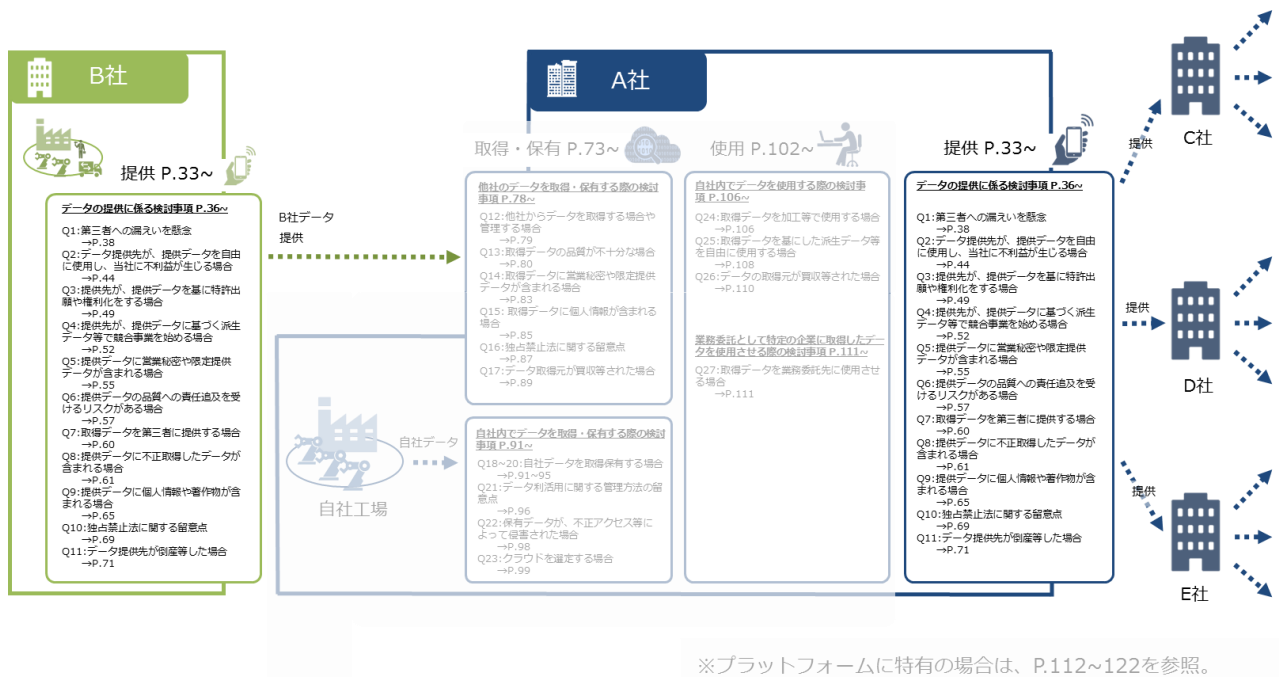 B社
提供 P.33~
データの提供に係る検討事項 P.36~
Q1:第三者への漏えいを懸念
→P.38
Q2:データ提供先が、提供データを自由
に使用し、当社に不利益が生じる場合
→P.44
Q3:提供先が、提供データを基に特許出
願や権利化をする場合
→P.49
Q4:提供先が、提供データに基づく派生
データ等で競合事業を始める場合
→P.52
Q5:提供データに営業秘密や限定提供
データが含まれる場合
→P.55
Q6:提供データの品質への責任追及を受
けるリスクがある場合
→P.57
Q7:取得データを第三者に提供する場合
→P.60
Q8:提供データに不正取得したデータが
含まれる場合
→P.61
Q9:提供データに個人情報や著作物が含
まれる場合
→P.65
Q10:独占禁止法に関する留意点
→P.69
Q11:データ提供先が倒産等した場合
→P.71
B社データ
提供
A社
取得・保有 P.73~
他社のデータを取得・保有する際の検討
事項 P.78~
Q12:他社からデータを取得する場合や
管理する場合
→P.79
Q13:取得データの品質が不十分な場合
→P.80
Q14:取得データに営業秘密や限定提供
データが含まれる場合
→P.83
Q15: 取得データに個人情報が含まれる
場合
→P.85
Q16:独占禁止法に関する留意点
→P.87
Q17:データ取得元が買収等された場合
→P.89
自社工場
自社データ
自社内でデータを取得・保有する際の検討
事項 P.91~
Q18~20:自社データを取得保有する場合
→P.91~95
Q21:データ利活用に関する管理方法の留
意点
→P.96
Q22:保有データが、不正アクセス等に
よって侵害された場合
→P.98
Q23:クラウドを選定する場合
→P.99
使用 P.102~
自社内でデータを使用する際の検討事
項 P.106~
Q24:取得データを加工等で使用する場合
→P.106
Q25:取得データを基にした派生データ等
を自由に使用する場合
→P.108
Q26:データの取得元が買収等された場合
→P.110
業務委託として特定の企業に取得したデー
タを使用させる際の検討事項 P.111~
Q27:取得データを業務委託先に使用させ
る場合
→P.111
提供 P.33~
データの提供に係る検討事項 P.36~
Q1:第三者への漏えいを懸念
→P.38
Q2:データ提供先が、提供データを自由
に使用し、当社に不利益が生じる場合
→P.44
Q3:提供先が、提供データを基に特許出
願や権利化をする場合
→P.49
Q4:提供先が、提供データに基づく派生
データ等で競合事業を始める場合
→P.52
Q5:提供データに営業秘密や限定提供
データが含まれる場合
→P.55
Q6:提供データの品質への責任追及を受
けるリスクがある場合
→P.57
Q7:取得データを第三者に提供する場合
→P.60
Q8:提供データに不正取得したデータが
含まれる場合
→P.61
Q9:提供データに個人情報や著作物が含
まれる場合
→P.65
Q10:独占禁止法に関する留意点
→P.69
Q11:データ提供先が倒産等した場合
→P.71
提供
C社
提供
D社
提供
E社
※プラットフォームに特有の場合は、P.112~122を参照。